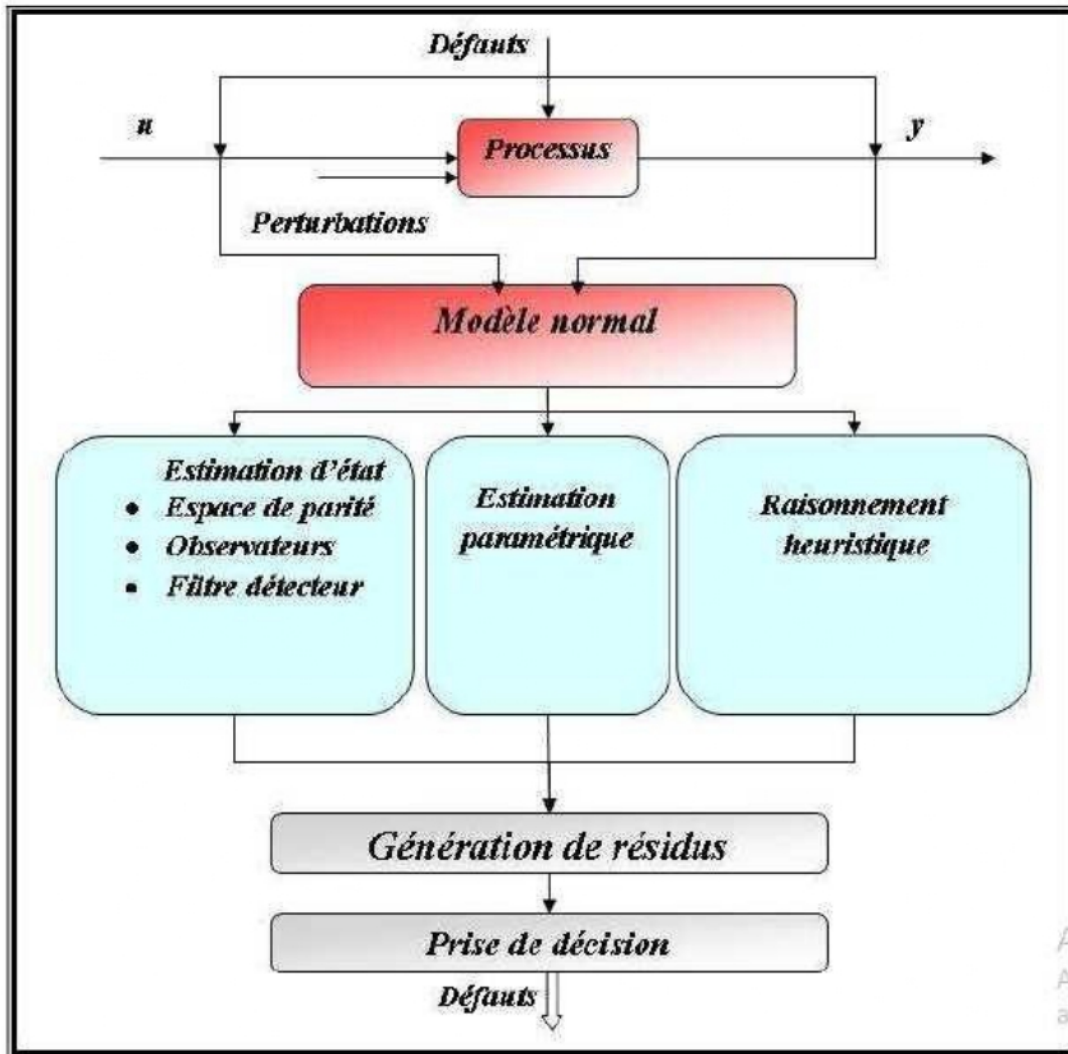 Défauts
u
y
Processus
Perturbations
Modèle normal
Estimation d'état
• Espace de parité
• Observateurs
• Filtre détecteur
Estimation
paramétrique
Raisonnement
heuristique
Génération de résidus
Prise de décision
Défauts